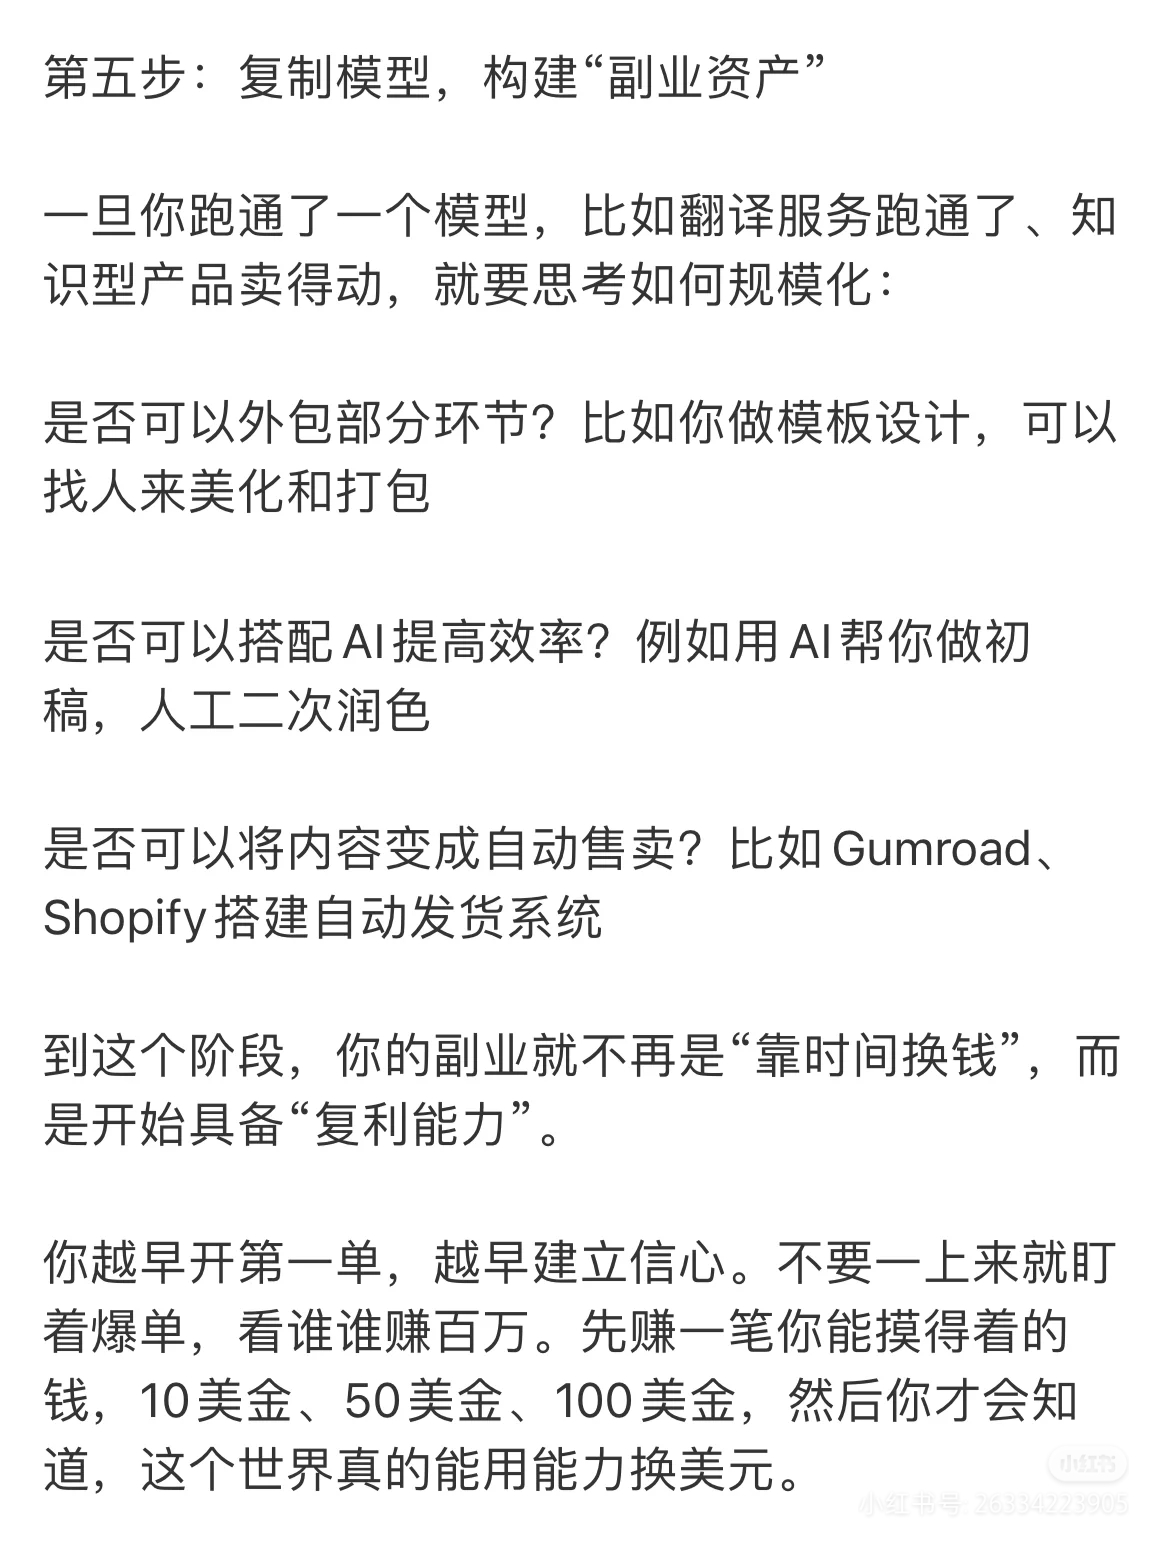 第五步：复制模型，构建“副业资产”
一旦你跑通了一个模型，比如翻译服务跑通了、知
识型产品卖得动，就要思考如何规模化：
是否可以外包部分环节？比如你做模板设计，可以
找人来美化和打包
是否可以搭配AI提高效率？例如用AI帮你做初
稿，人工二次润色
是否可以将内容变成自动售卖？比如Gumroad、
Shopify搭建自动发货系统
到这个阶段，你的副业就不再是“靠时间换钱”，而
是开始具备“复利能力”。
你越早开第一单，越早建立信心。不要一上来就盯
着爆单，看谁谁赚百万。先赚一笔你能摸得着的
钱，10美金、50美金、100美金，然后你才会知
道，这个世界真的能用能力换美元。
小红书
小红书号: 26334223905